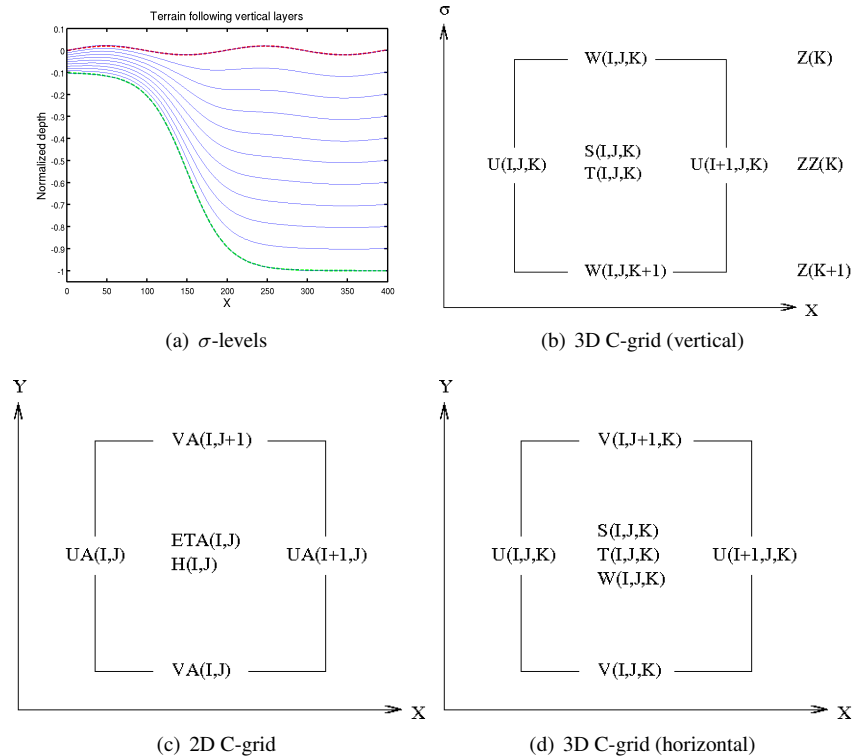 Terrain following vertical layers
0.1
0
-0.1
-0.2
-0.3
-0.4
-0.5
-0.6
-0.7
-0.8
-0.9
-1
Normalized depth
0 50 100 150 200 250 300 350 400
X
(a) σ-levels
σ
W(I,J,K) Z(K)
S(I,J,K)
U(I,J,K) U(I+1,J,K) ZZ(K)
T(I,J,K)
W(I,J,K+1) Z(K+1)
X
(b) 3D C-grid (vertical)
Y
VA(I,J+1)
ETA(I,J)
UA(I,J) UA(I+1,J)
H(I,J)
VA(I,J)
X
(c) 2D C-grid
Y
V(I,J+1,K)
S(I,J,K)
U(I,J,K) T(I,J,K) U(I+1,J,K)
W(I,J,K)
V(I,J,K)
X
(d) 3D C-grid (horizontal)